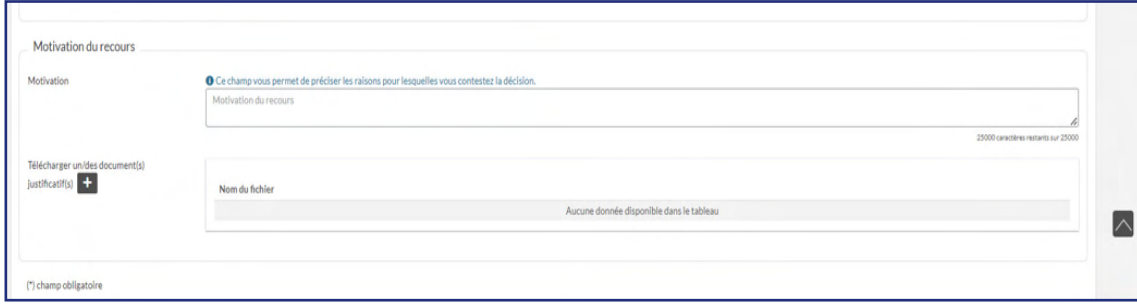 Motivation du recours
Motivation
Ce champ vous permet de préciser les raisons pour lesquelles vous contestez la décision.
Motivation du recours
25000 caractères restants sur 25000
Télécharger un/des document(s)
justificatif(s) +
Nom du fichier
Aucune donnée disponible dans le tableau
(*) champ obligatoire